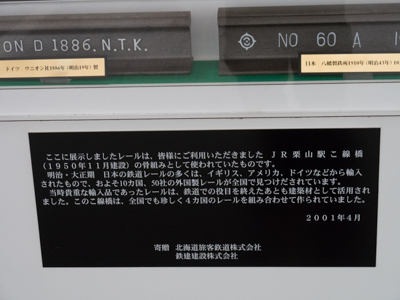 ON D 1886. N.T.K.
NO 60 A
ドイツ ウニオン社1886年（明治19年）製
日本 八幡製鉄所1910年（明治43年）
ここに展示しましたレールは、皆様にご利用いただきました JR栗山駅こ線橋
（1950年11月建設）の骨組みとして使われていたものです。
明治・大正期 日本の鉄道レールの多くは、イギリス、アメリカ、ドイツなどから輸入
されたもので、およそ10カ国、50社の外国製レールが全国で見つけだされています。
当時貴重な輸入品であったレールは、鉄道での役目を終えたあとも建築材として活用さ
れました。このこ線橋は、全国でも珍しく4カ国のレールを組み合わせて作られていました。
2001年4月
寄贈 北海道旅客鉄道株式会社
鉄建建設株式会社